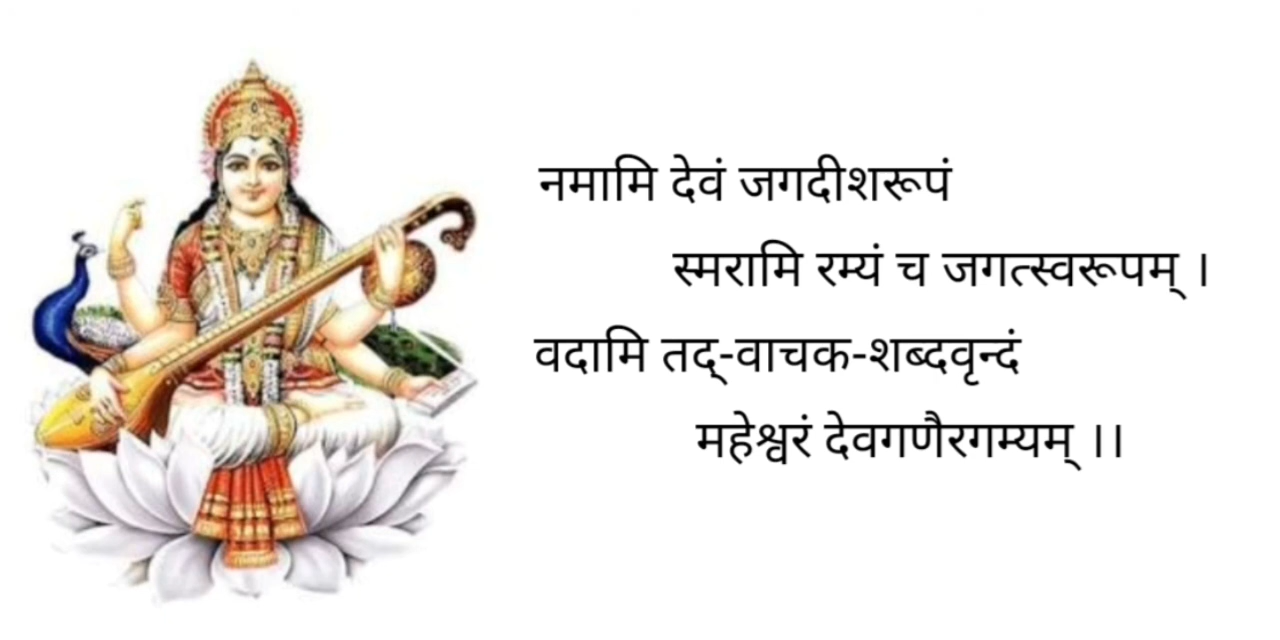 नमामि देवं जगदीशरूपं
स्मरामि रम्यं च जगत्स्वरूपम् ।
वदामि तद्-वाचक-शब्दवृन्दं
महेश्वरं देवगणैरगम्यम् ।।